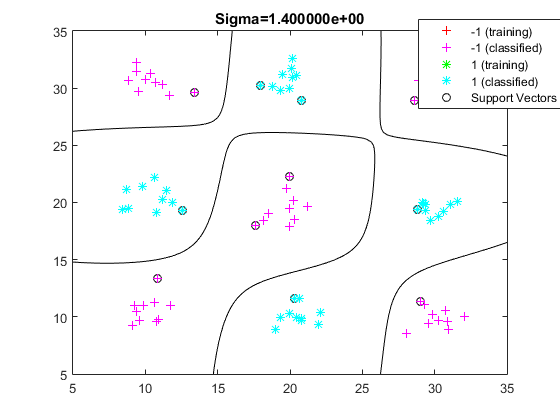 Sigma=1.400000e+00
-1 (training)
-1 (classified)
1 (training)
1 (classified)
Support Vectors
35
30
25
20
15
10
5
5
10
15
20
25
30
35